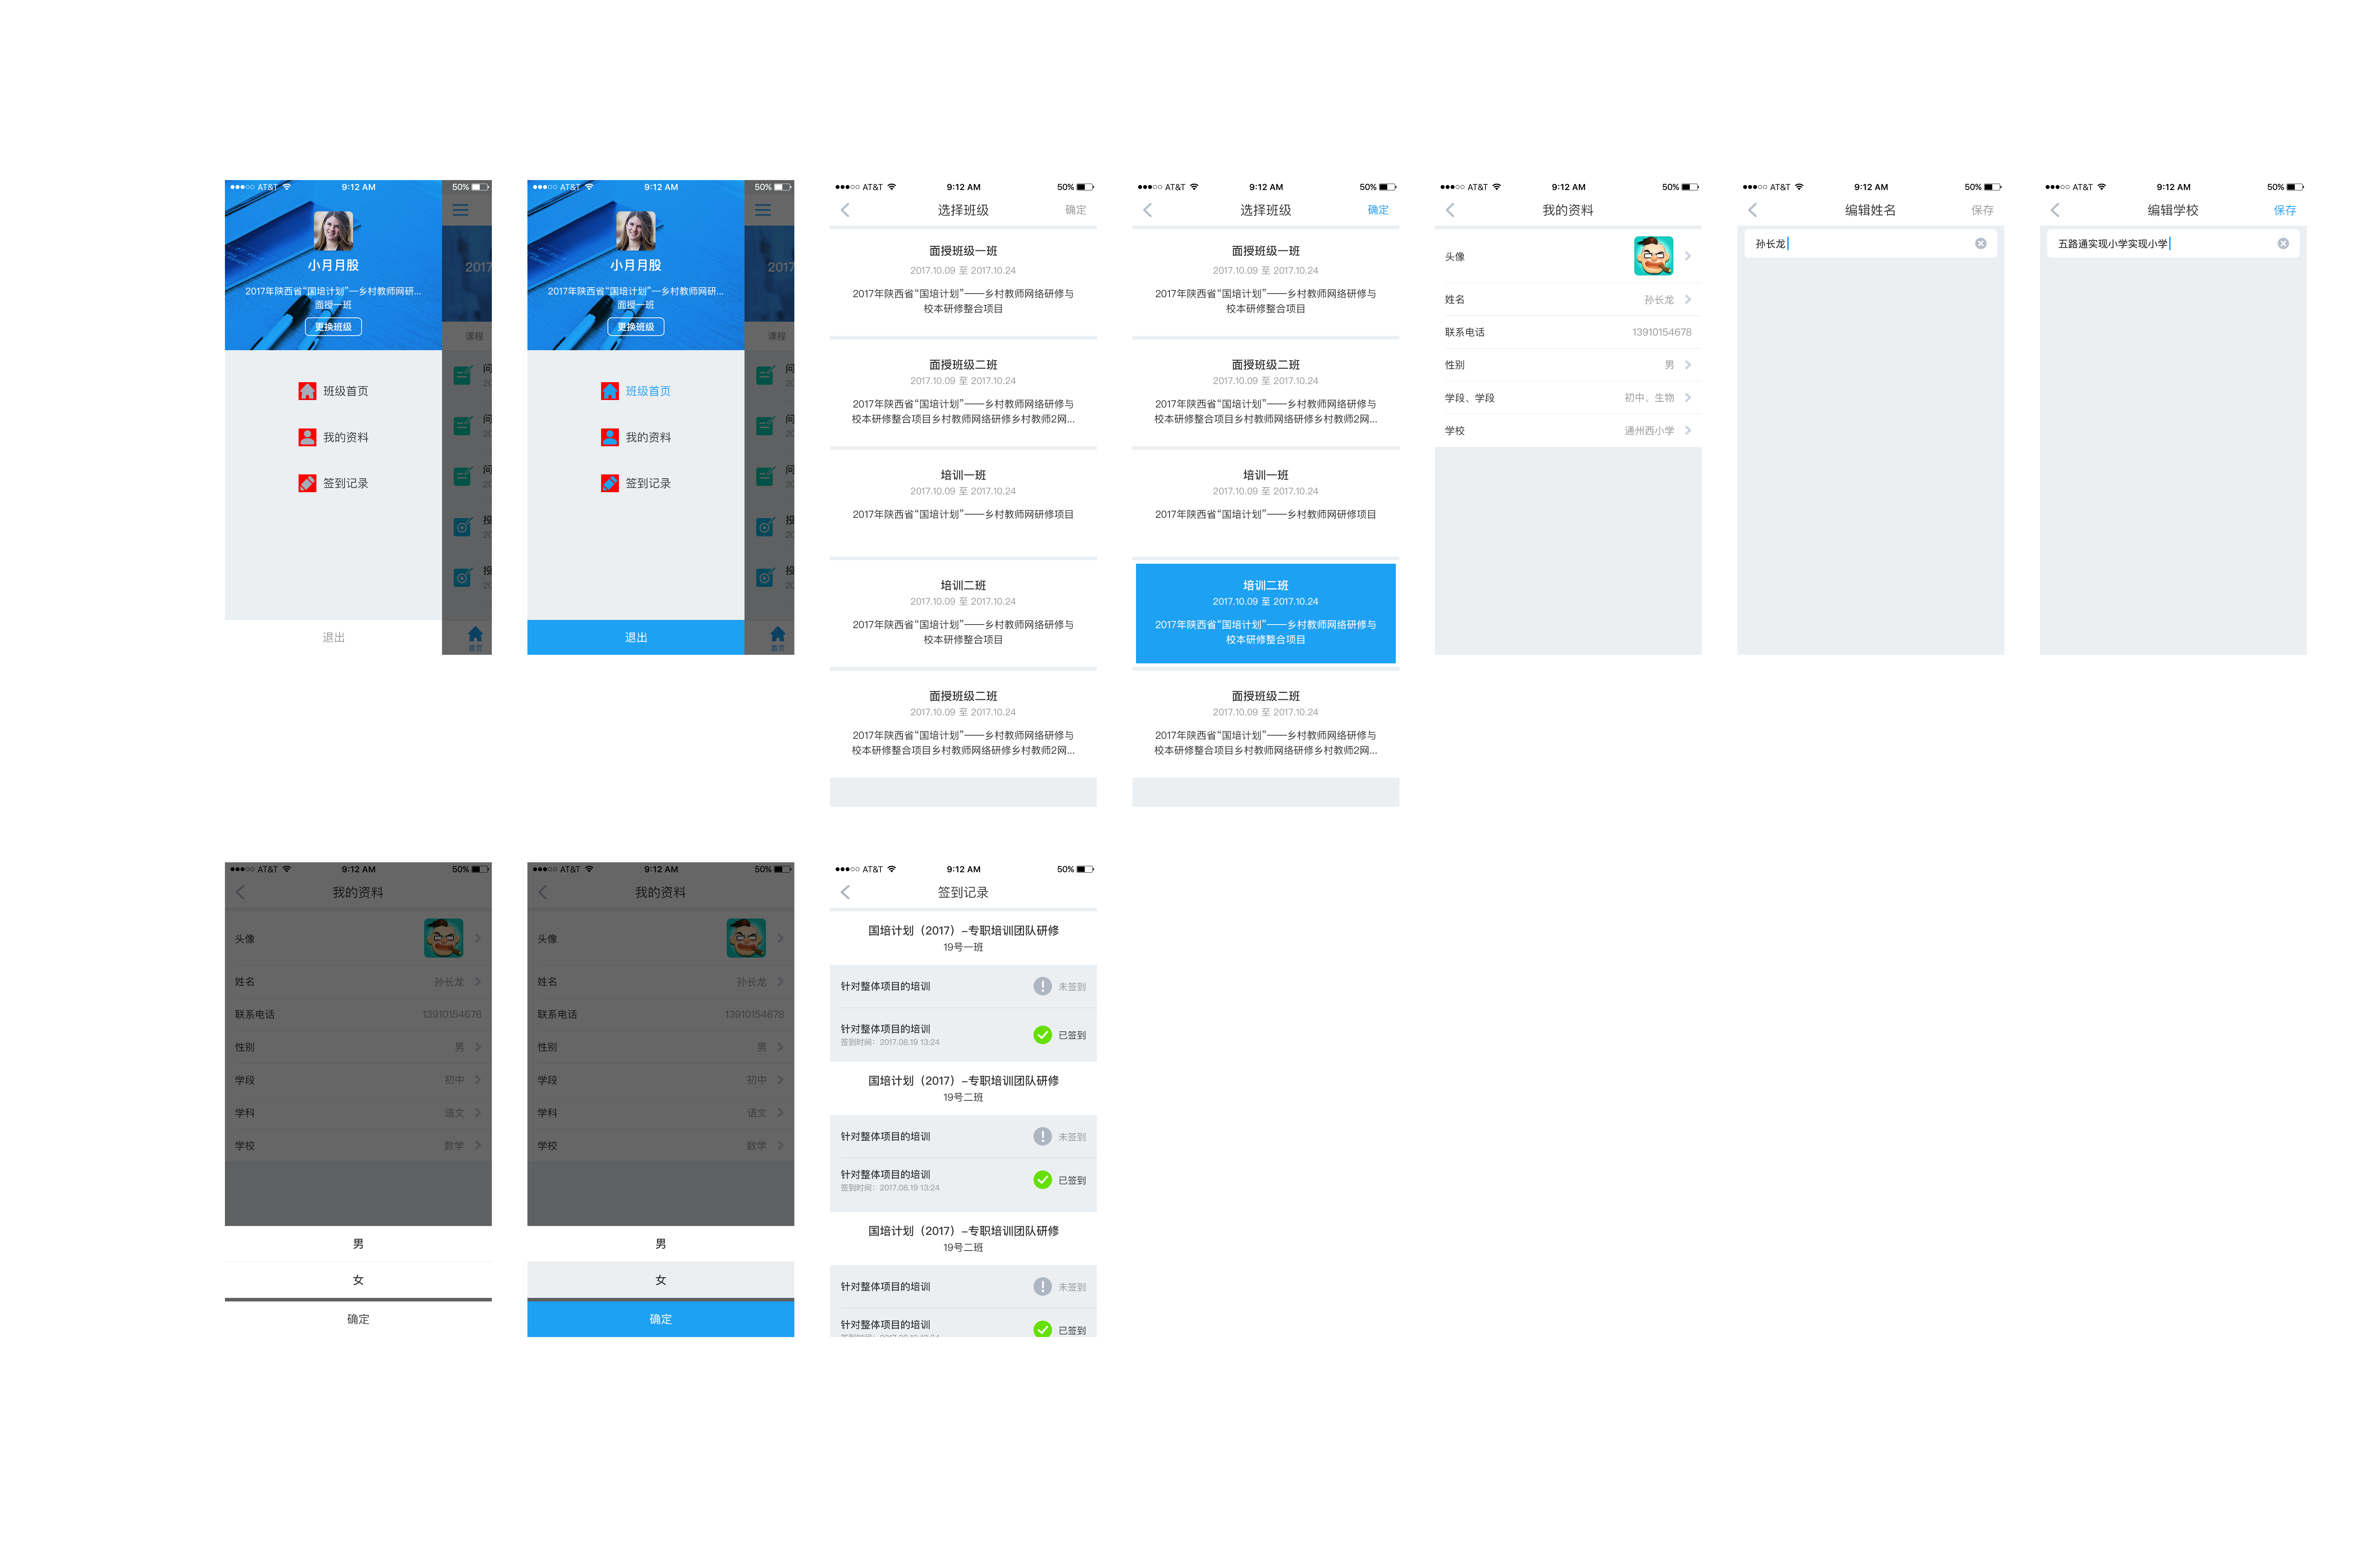 AT&T 9:12 AM 50%
小月月股
2017年陕西省“国培计划”—乡村教师网研...
面授一班
更换班级
班级首页
我的资料
签到记录
退出
2017
课程
问
20
问
20
问
20
投
20
投
20
首页
AT&T 9:12 AM 50%
小月月股
2017年陕西省“国培计划”—乡村教师网研...
面授一班
更换班级
班级首页
我的资料
签到记录
退出
2017
课程
问
20
问
20
问
20
投
20
投
20
首页
AT&T 9:12 AM 50%
选择班级 确定
面授班级一班
2017.10.09 至 2017.10.24
2017年陕西省“国培计划”——乡村教师网络研修与
校本研修整合项目
面授班级二班
2017.10.09 至 2017.10.24
2017年陕西省“国培计划”——乡村教师网络研修与
校本研修整合项目乡村教师网络研修乡村教师2网...
培训一班
2017.10.09 至 2017.10.24
2017年陕西省“国培计划”——乡村教师网研修项目
培训二班
2017.10.09 至 2017.10.24
2017年陕西省“国培计划”——乡村教师网络研修与
校本研修整合项目
面授班级二班
2017.10.09 至 2017.10.24
2017年陕西省“国培计划”——乡村教师网络研修与
校本研修整合项目乡村教师网络研修乡村教师2网...
AT&T 9:12 AM 50%
选择班级 确定
面授班级一班
2017.10.09 至 2017.10.24
2017年陕西省“国培计划”——乡村教师网络研修与
校本研修整合项目
面授班级二班
2017.10.09 至 2017.10.24
2017年陕西省“国培计划”——乡村教师网络研修与
校本研修整合项目乡村教师网络研修乡村教师2网...
培训一班
2017.10.09 至 2017.10.24
2017年陕西省“国培计划”——乡村教师网研修项目
培训二班
2017.10.09 至 2017.10.24
2017年陕西省“国培计划”——乡村教师网络研修与
校本研修整合项目
面授班级二班
2017.10.09 至 2017.10.24
2017年陕西省“国培计划”——乡村教师网络研修与
校本研修整合项目乡村教师网络研修乡村教师2网...
AT&T 9:12 AM 50%
我的资料
头像
姓名 孙长龙
联系电话 13910154678
性别 男
学段、学段 初中、生物
学校 通州西小学
AT&T 9:12 AM 50%
编辑姓名 保存
孙长龙
AT&T 9:12 AM 50%
编辑学校 保存
五路通实现小学实现小学
AT&T 9:12 AM 50%
我的资料
头像
姓名 孙长龙
联系电话 13910154678
性别 男
学段 初中
学科 语文
学校 数学
男
女
确定
AT&T 9:12 AM 50%
我的资料
头像
姓名 孙长龙
联系电话 13910154678
性别 男
学段 初中
学科 语文
学校 数学
男
女
确定
AT&T 9:12 AM 50%
签到记录
国培计划（2017）-专职培训团队研修
19号一班
针对整体项目的培训 未签到
针对整体项目的培训 已签到
签到时间：2017.08.19 13:24
国培计划（2017）-专职培训团队研修
19号二班
针对整体项目的培训 未签到
针对整体项目的培训 已签到
签到时间：2017.08.19 13:24
国培计划（2017）-专职培训团队研修
19号二班
针对整体项目的培训 未签到
针对整体项目的培训 已签到